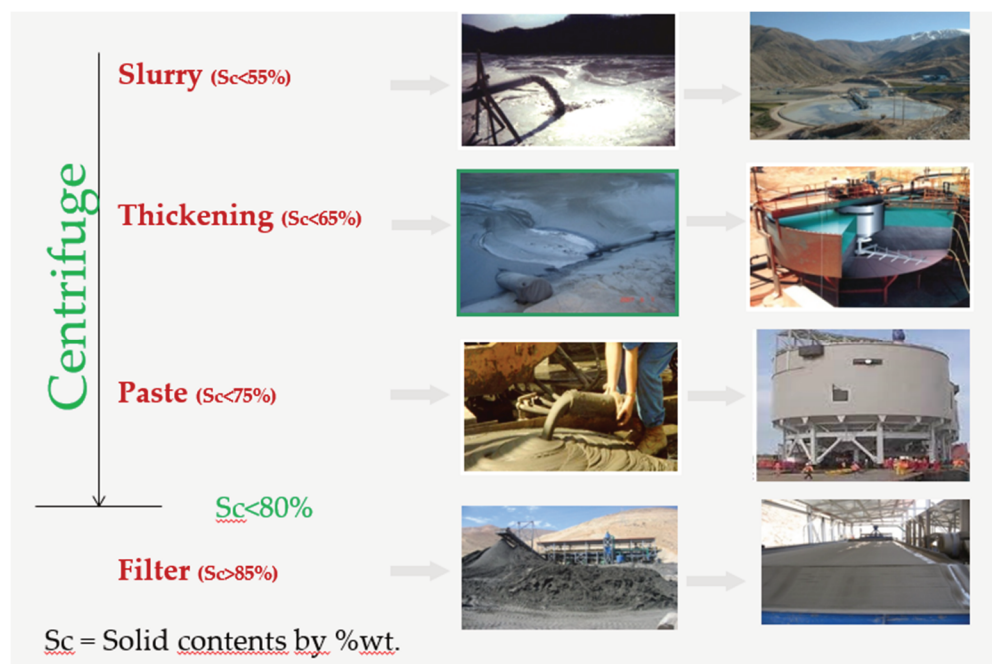 Slurry (Sc<55%)
Centrifuge
Thickening (Sc<65%)
Paste (Sc<75%)
Sc<80%
Filter (Sc>85%)
Sc = Solid contents by %wt.